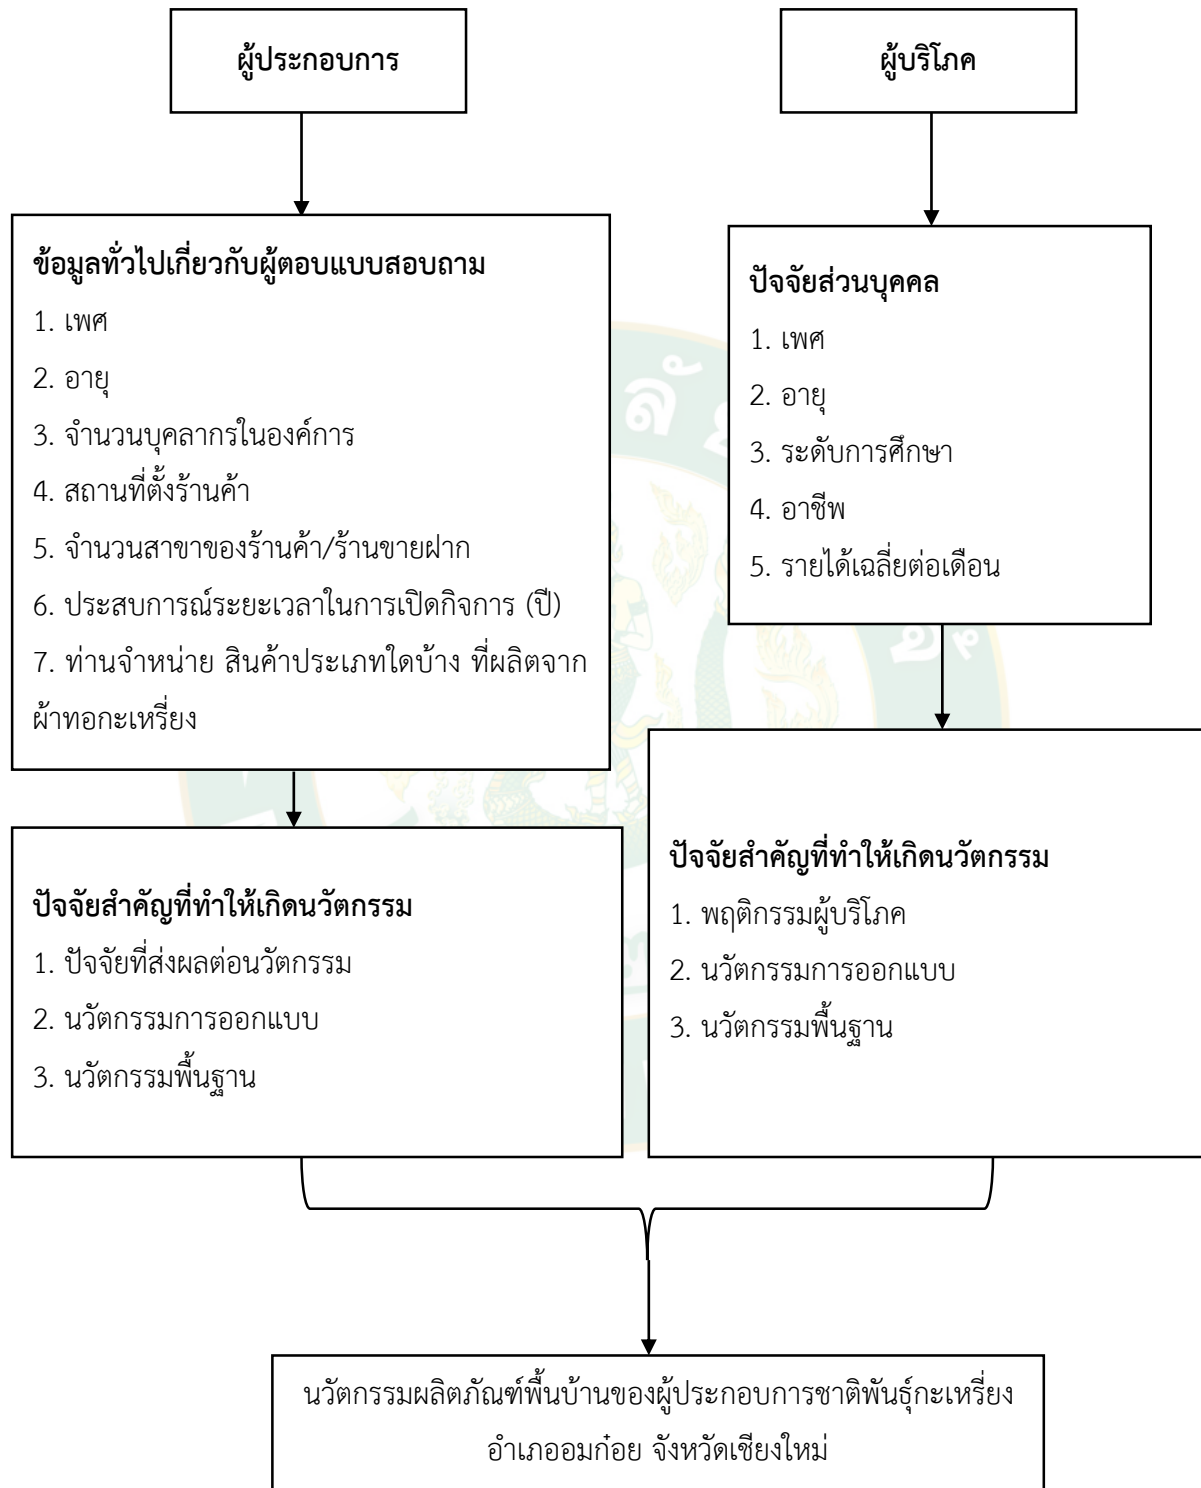 ผู้ประกอบการ
ผู้บริโภค
ข้อมูลทั่วไปเกี่ยวกับผู้ตอบแบบสอบถาม
1. เพศ
2. อายุ
3. จำนวนบุคลากรในองค์การ
4. สถานที่ตั้งร้านค้า
5. จำนวนสาขาของร้านค้า/ร้านขายฝาก
6. ประสบการณ์ระยะเวลาในการเปิดกิจการ (ปี)
7. ท่านจำหน่าย สินค้าประเภทใดบ้าง ที่ผลิตจาก
ผ้าทอกะเหรี่ยง
ปัจจัยส่วนบุคคล
1. เพศ
2. อายุ
3. ระดับการศึกษา
4. อาชีพ
5. รายได้เฉลี่ยต่อเดือน
ปัจจัยสำคัญที่ทำให้เกิดนวัตกรรม
1. ปัจจัยที่ส่งผลต่อนวัตกรรม
2. นวัตกรรมการออกแบบ
3. นวัตกรรมพื้นฐาน
ปัจจัยสำคัญที่ทำให้เกิดนวัตกรรม
1. พฤติกรรมผู้บริโภค
2. นวัตกรรมการออกแบบ
3. นวัตกรรมพื้นฐาน
นวัตกรรมผลิตภัณฑ์พื้นบ้านของผู้ประกอบการชาติพันธุ์กะเหรี่ยง
อำเภออมก๋อย จังหวัดเชียงใหม่